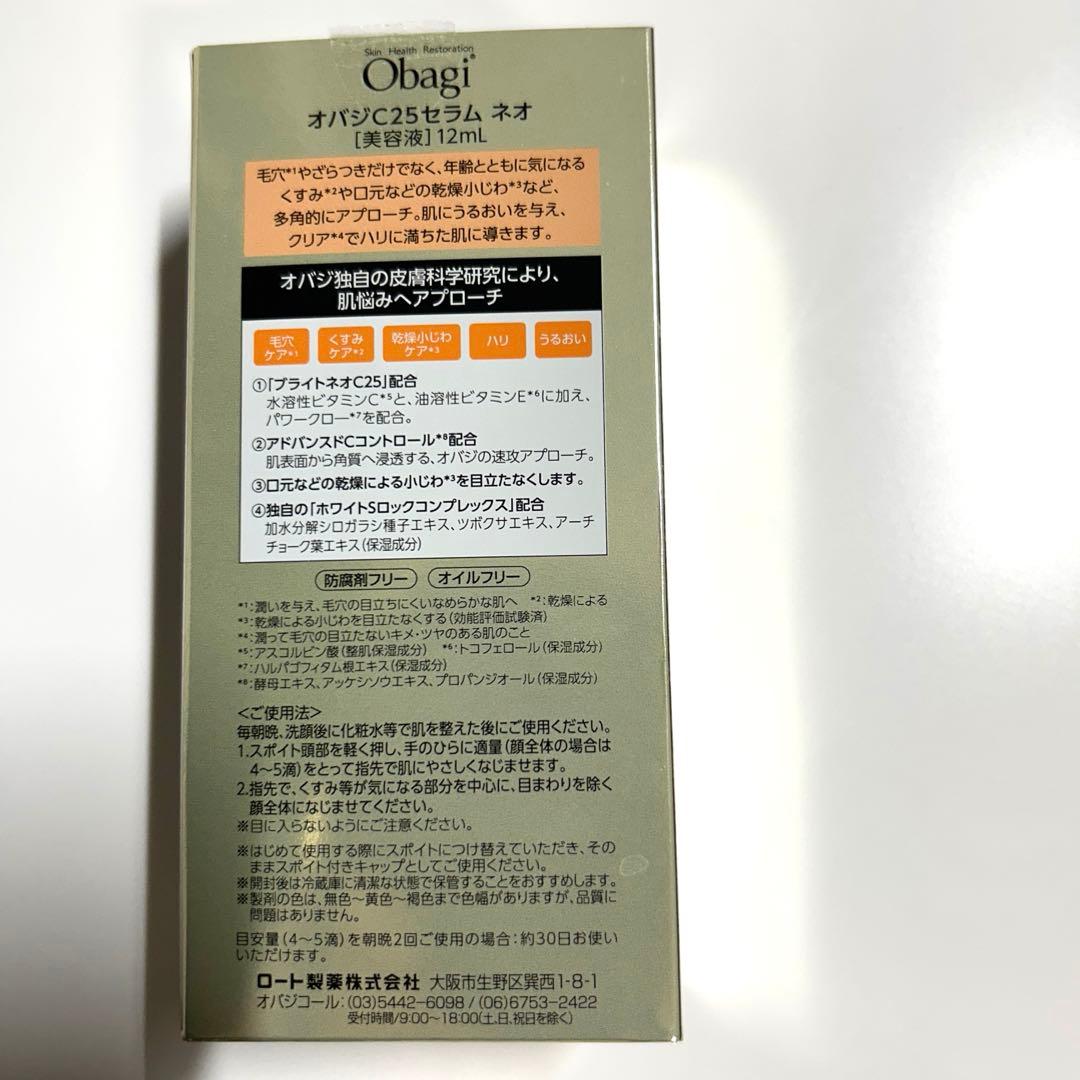 Skin Health Restoration
Obagi®
オバジC25セラム ネオ
[美容液]12mL
毛穴*1やざらつきだけでなく、年齢とともに気になる
くすみ*2や口元などの乾燥小じわ*3など、
多角的にアプローチ。肌にうるおいを与え、
クリア*4でハリに満ちた肌に導きます。
オバジ独自の皮膚科学研究により、
肌悩みへアプローチ
毛穴
ケア*1
くすみ
ケア*2
乾燥小じわ
ケア*3
ハリ
うるおい
①「ブライトネオC25」配合
水溶性ビタミンC*5と、油溶性ビタミンE*6に加え、
パワークロー*7を配合。
②アドバンスドCコントロール*8配合
肌表面から角質へ浸透する、オバジの速攻アプローチ。
③口元などの乾燥による小じわ*3を目立たなくします。
④独自の「ホワイトSロックコンプレックス」配合
加水分解シロガラシ種子エキス、ツボクサエキス、アーチ
チョーク葉エキス(保湿成分)
防腐剤フリー オイルフリー
*1:潤いを与え、毛穴の目立ちにくいなめらかな肌へ *2:乾燥による
*3:乾燥による小じわを目立たなくする(効能評価試験済)
*4:潤って毛穴の目立たないキメ・ツヤのある肌のこと
*5:アスコルビン酸(整肌保湿成分) *6:トコフェロール(保湿成分)
*7:ハルパゴフィタム根エキス(保湿成分)
*8:酵母エキス、アッケシソウエキス、プロパンジオール(保湿成分)
<ご使用法>
毎朝晩、洗顔後に化粧水等で肌を整えた後にご使用ください。
1.スポイト頭部を軽く押し、手のひらに適量(顔全体の場合は
4〜5滴)をとって指先で肌にやさしくなじませます。
2.指先で、くすみ等が気になる部分を中心に、目まわりを除く
顔全体になじませてください。
※目に入らないようにご注意ください。
※はじめて使用する際にスポイトにつけ替えていただき、その
ままスポイト付きキャップとしてご使用ください。
※開封後は冷蔵庫に清潔な状態で保管することをおすすめします。
※製剤の色は、無色〜黄色〜褐色まで色幅がありますが、品質に
問題はありません。
目安量(4〜5滴)を朝晩2回ご使用の場合:約30日お使い
いただけます。
ロート製薬株式会社 大阪市生野区巽西1-8-1
オバジコール:(03)5442-6098/(06)6753-2422
受付時間/9:00〜18:00(土、日、祝日を除く)